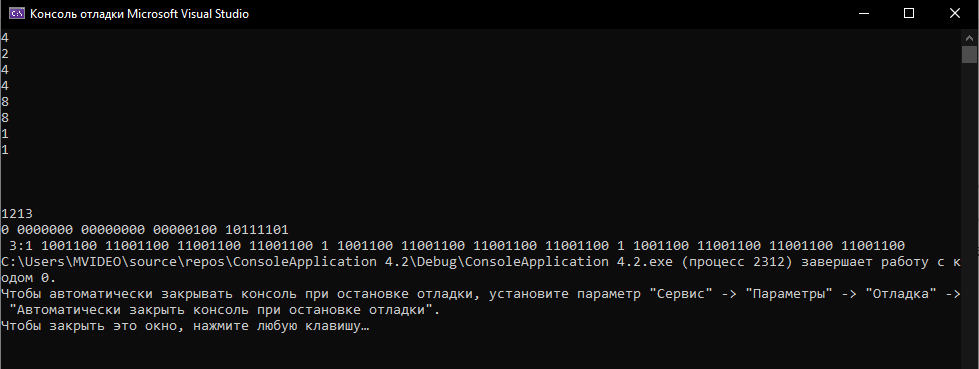 Консоль отладки Microsoft Visual Studio
4
2
4
4
8
8
1
1
1213
0 0000000 00000000 00000100 10111101
 3:1 1001100 11001100 11001100 11001100 1 1001100 11001100 11001100 11001100 1 1001100 11001100 11001100 11001100
C:\Users\MVIDEO\source\repos\ConsoleApplication 4.2\Debug\ConsoleApplication 4.2.exe (процесс 2312) завершает работу с к
одом 0.
Чтобы автоматически закрывать консоль при остановке отладки, установите параметр "Сервис" -> "Параметры" -> "Отладка" ->
 "Автоматически закрыть консоль при остановке отладки".
Чтобы закрыть это окно, нажмите любую клавишу…